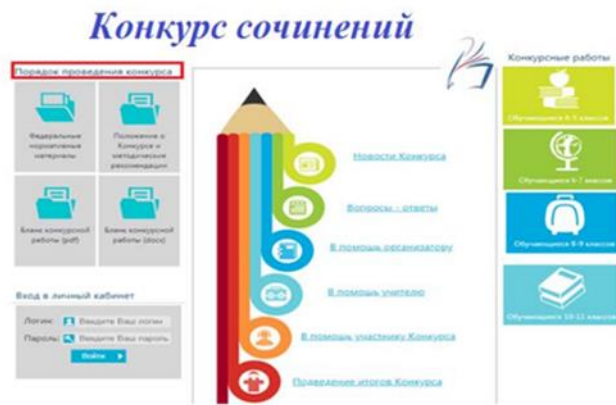 Конкурс сочинений
Порядок проведения конкурса
Федеральные
нормативные
материалы
Положение о
Конкурсе и
методические
рекомендации
Бланк конкурсной
работы (pdf)
Бланк конкурсной
работы (docx)
Вход в личный кабинет
Логин: Введите Ваш логин
Пароль: Введите Ваш пароль
Войти
Новости Конкурса
Вопросы - ответы
В помощь организатору
В помощь учителю
В помощь участнику Конкурса
Подведение итогов Конкурса
Конкурсные работы
Обучающиеся 4-5 классов
Обучающиеся 6-7 классов
Обучающиеся 8-9 классов
Обучающиеся 10-11 классов